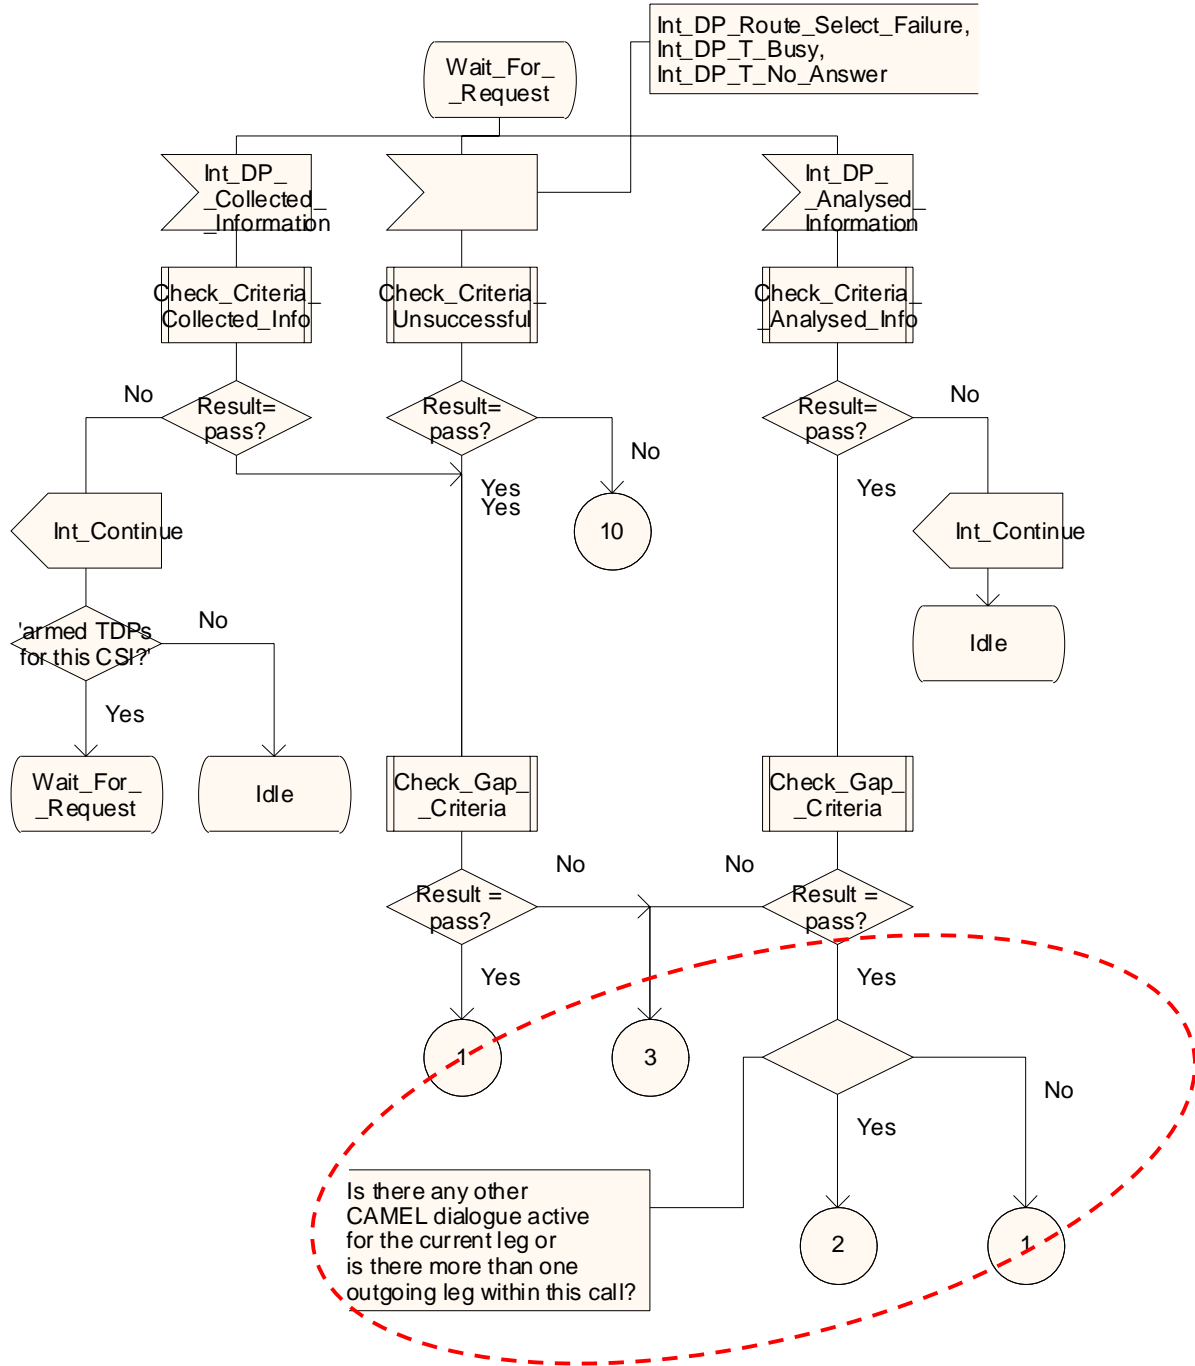 Int_DP_Route_Select_Failure,
Int_DP_T_Busy,
Int_DP_T_No_Answer
Wait_For_
_Request
Int_DP_
_Collected_
_Information
Int_DP_
_Analysed_
Information
Check_Criteria_
Collected_Info
Check_Criteria_
Unsuccessful
Check_Criteria_
_Analysed_Info
No
Result=
pass?
Result=
pass?
No
Result=
pass?
No
Yes
Yes
Yes
Int_Continue
10
Int_Continue
'armed TDPs
for this CSI?'
No
Idle
Yes
Wait_For_
_Request
Idle
Check_Gap_
_Criteria
Check_Gap_
_Criteria
No
No
Result =
pass?
Result =
pass?
Yes
Yes
1
3
No
Yes
Is there any other
CAMEL dialogue active
for the current leg or
is there more than one
outgoing leg within this call?
2
1